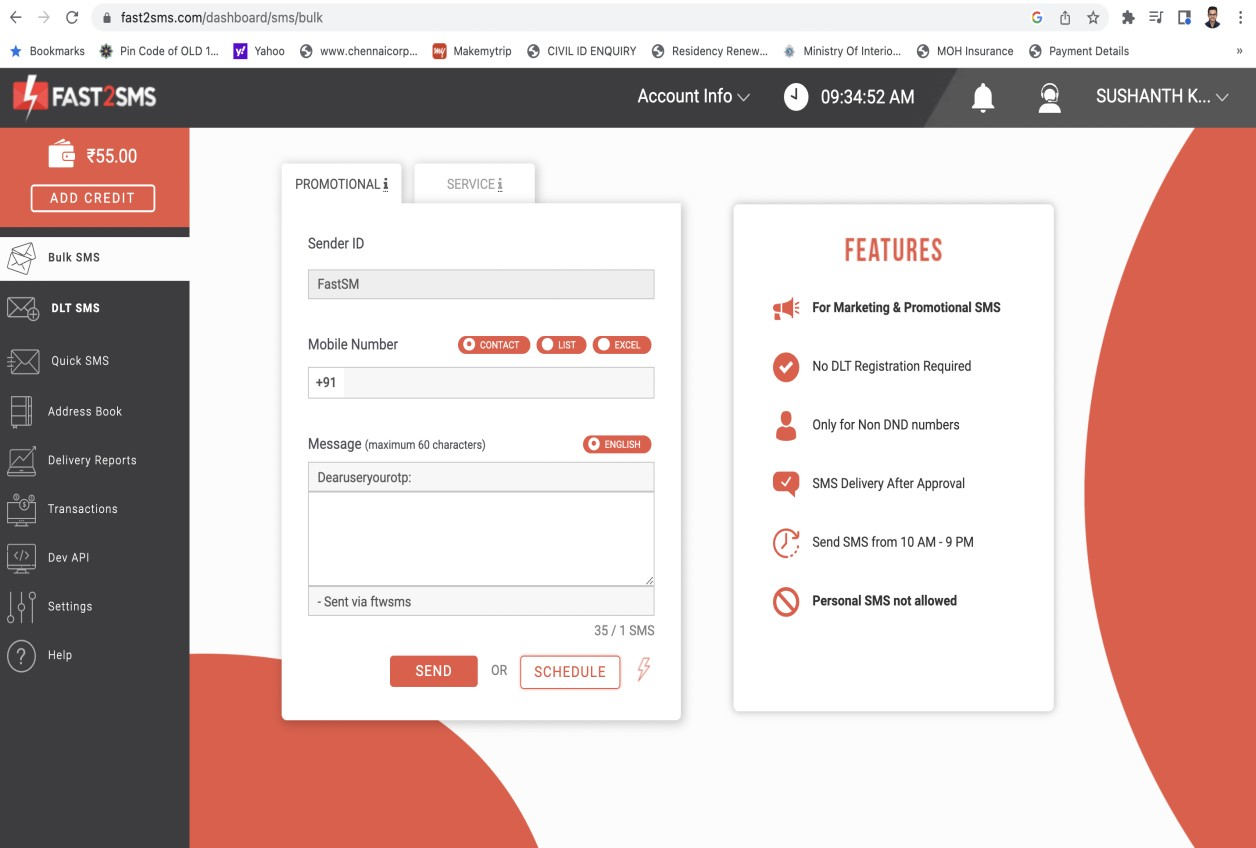 fast2sms.com/dashboard/sms/bulk
Bookmarks Pin Code of OLD 1... Yahoo www.chennaicorp... Makemytrip CIVIL ID ENQUIRY Residency Renew... Ministry Of Interio... MOH Insurance Payment Details »
FAST2SMS Account Info 09:34:52 AM SUSHANTH K...
₹55.00
ADD CREDIT
Bulk SMS
DLT SMS
Quick SMS
Address Book
Delivery Reports
Transactions
Dev API
Settings
Help
PROMOTIONAL i SERVICE i
Sender ID
FastSM
Mobile Number CONTACT LIST EXCEL
+91
Message (maximum 60 characters) ENGLISH
Dearuseryourotp:
- Sent via ftwsms
35 / 1 SMS
SEND OR SCHEDULE
FEATURES
For Marketing & Promotional SMS
No DLT Registration Required
Only for Non DND numbers
SMS Delivery After Approval
Send SMS from 10 AM - 9 PM
Personal SMS not allowed